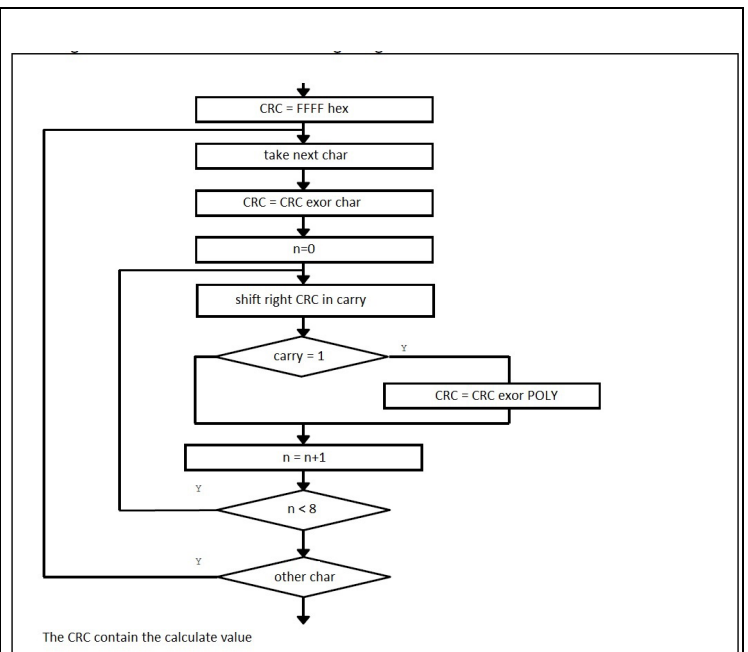 CRC = FFFF hex
take next char
CRC = CRC exor char
n=0
shift right CRC in carry
carry = 1
Y
CRC = CRC exor POLY
n = n+1
Y
n < 8
Y
other char
The CRC contain the calculate value